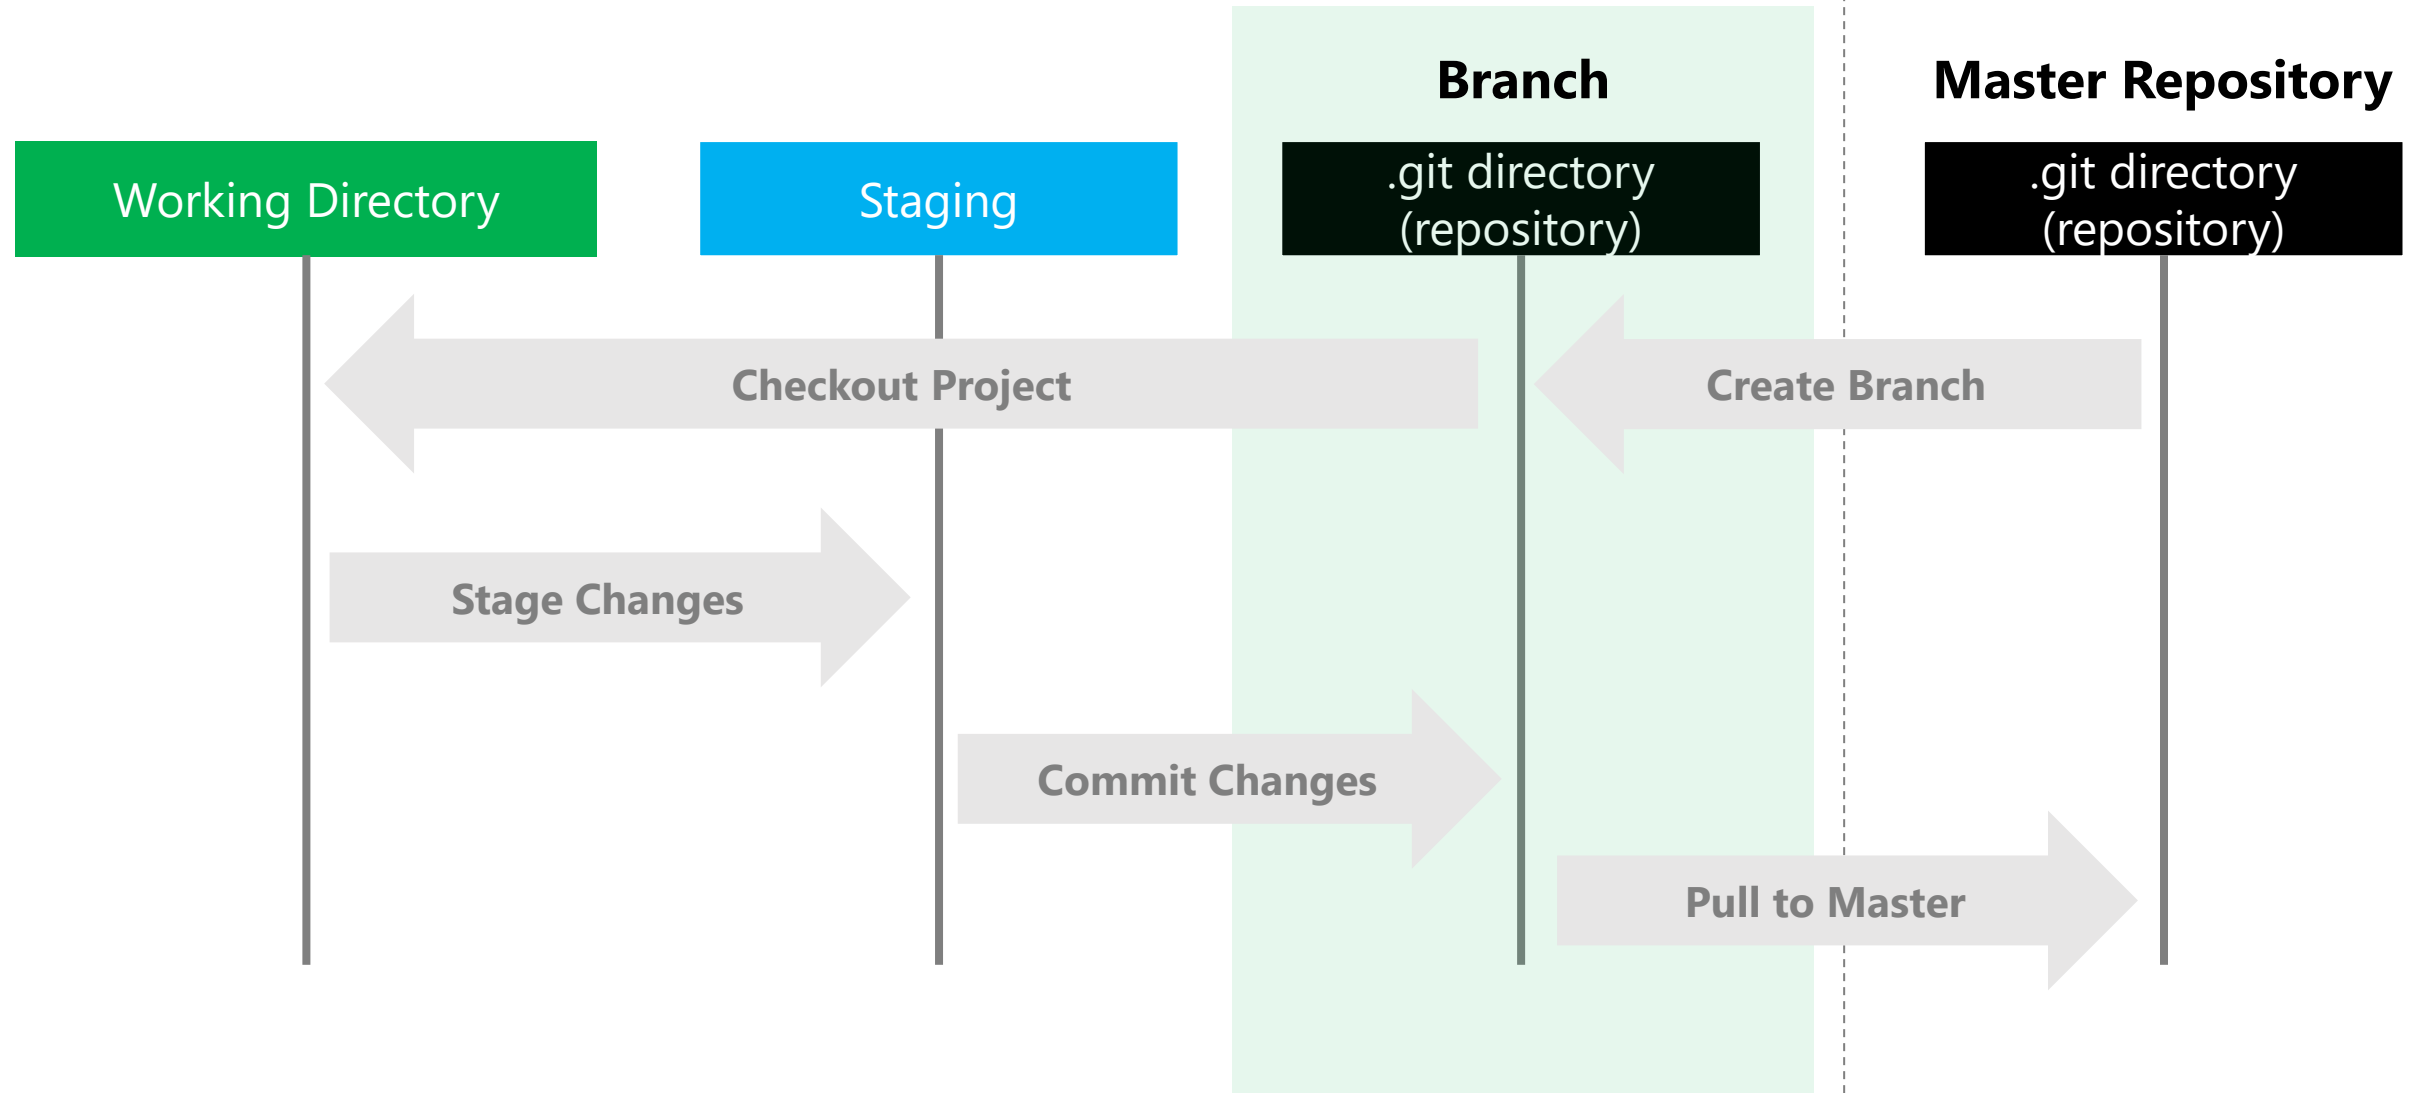 Branch
Master Repository
Working Directory
Staging
.git directory
(repository)
.git directory
(repository)
Checkout Project
Create Branch
Stage Changes
Commit Changes
Pull to Master